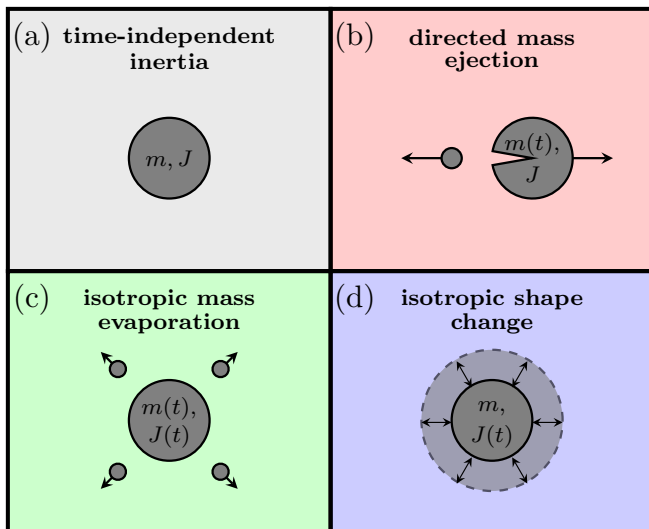 (a) time-independent
inertia
m, J
(b) directed mass
ejection
m(t),
J
(c) isotropic mass
evaporation
m(t),
J(t)
(d) isotropic shape
change
m,
J(t)